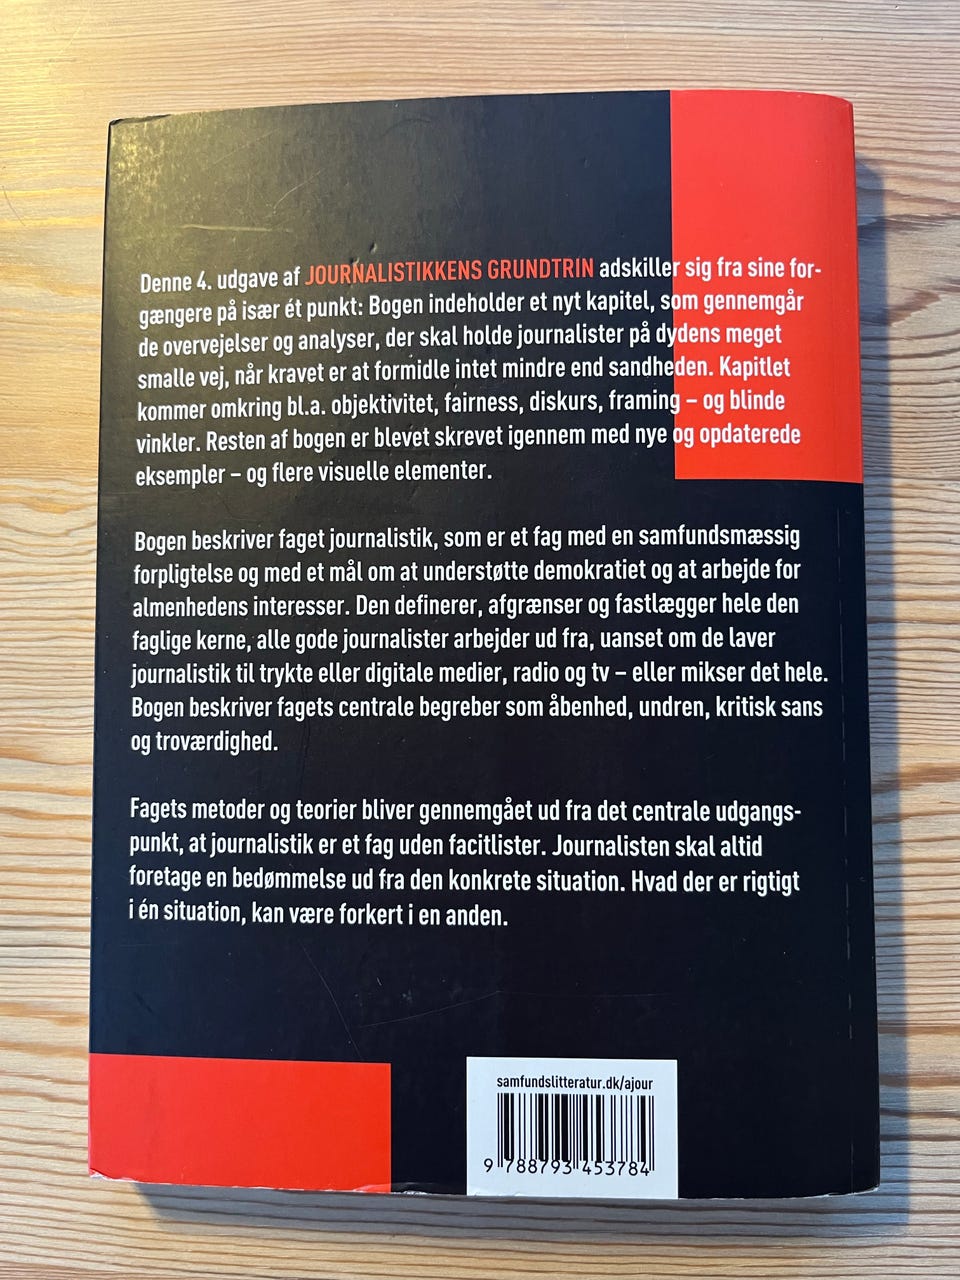 Denne 4. udgave af JOURNALISTIKKENS GRUNDTRIN adskiller sig fra sine for-
gængere på især ét punkt: Bogen indeholder et nyt kapitel, som gennemgår
de overvejelser og analyser, der skal holde journalister på dydens meget
smalle vej, når kravet er at formidle intet mindre end sandheden. Kapitlet
kommer omkring bl.a. objektivitet, fairness, diskurs, framing – og blinde
vinkler. Resten af bogen er blevet skrevet igennem med nye og opdaterede
eksempler – og flere visuelle elementer.
Bogen beskriver faget journalistik, som er et fag med en samfundsmæssig
forpligtelse og med et mål om at understøtte demokratiet og at arbejde for
almenhedens interesser. Den definerer, afgrænser og fastlægger hele den
faglige kerne, alle gode journalister arbejder ud fra, uanset om de laver
journalistik til trykte eller digitale medier, radio og tv – eller mikser det hele.
Bogen beskriver fagets centrale begreber som åbenhed, undren, kritisk sans
og troværdighed.
Fagets metoder og teorier bliver gennemgået ud fra det centrale udgangs-
punkt, at journalistik er et fag uden facitlister. Journalisten skal altid
foretage en bedømmelse ud fra den konkrete situation. Hvad der er rigtigt
i én situation, kan være forkert i en anden.
samfundslitteratur.dk/ajour
9 788793 453784